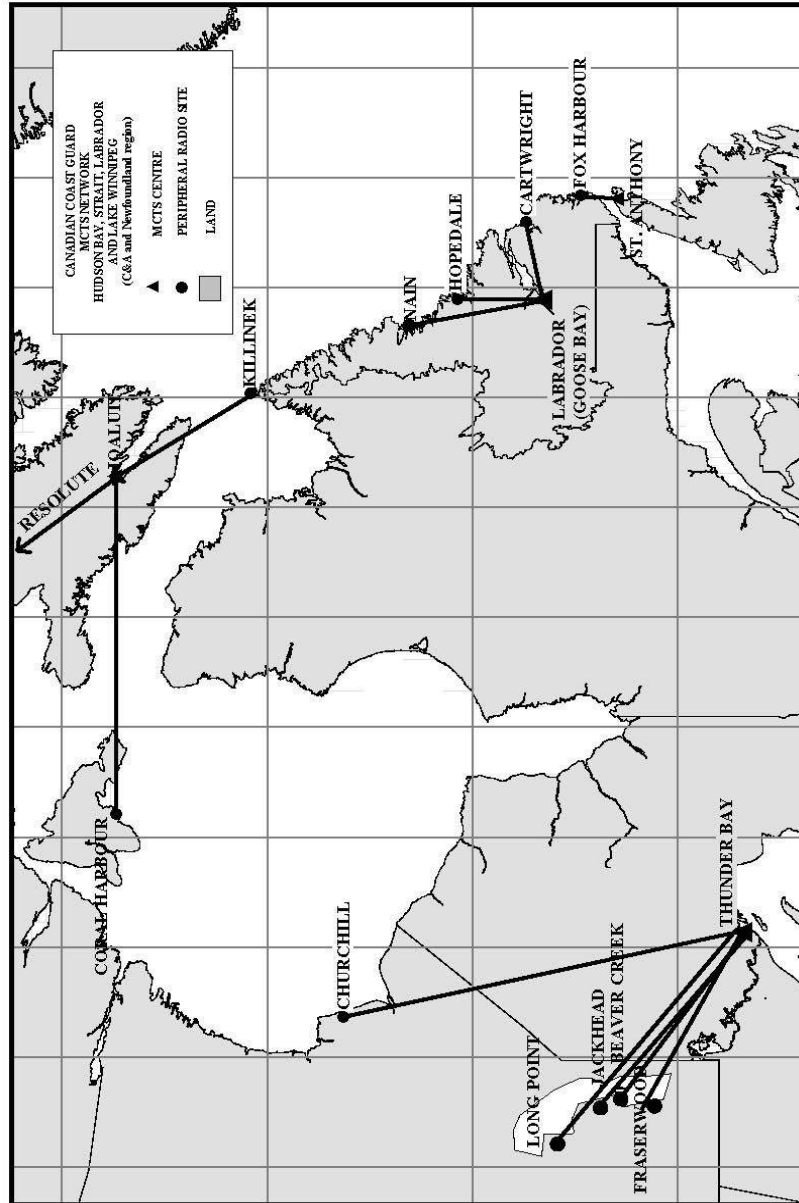 CANADIAN COAST GUARD
MCTS NETWORK
HUDSON BAY, STRAIT, LABRADOR
AND LAKE WINNIPEG
(C&A and Newfoundland region)
MCTS CENTRE
PERIPHERAL RADIO SITE
LAND
RESOLUTE
IQALUIT
KILLINEK
CORAL HARBOUR
NAIN
HOPEDALE
CARTWRIGHT
FOX HARBOUR
ST. ANTHONY
LABRADOR
(GOOSE BAY)
CHURCHILL
THUNDER BAY
LONG POINT
JACKHEAD
BEAVER CREEK
FRASERWOOD